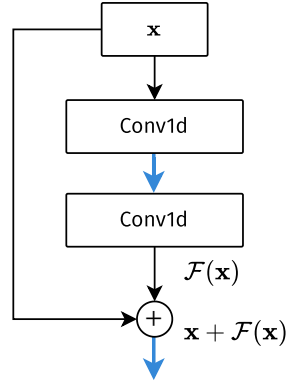 x
Conv1d
Conv1d
ℱ(x)
+
x + ℱ(x)